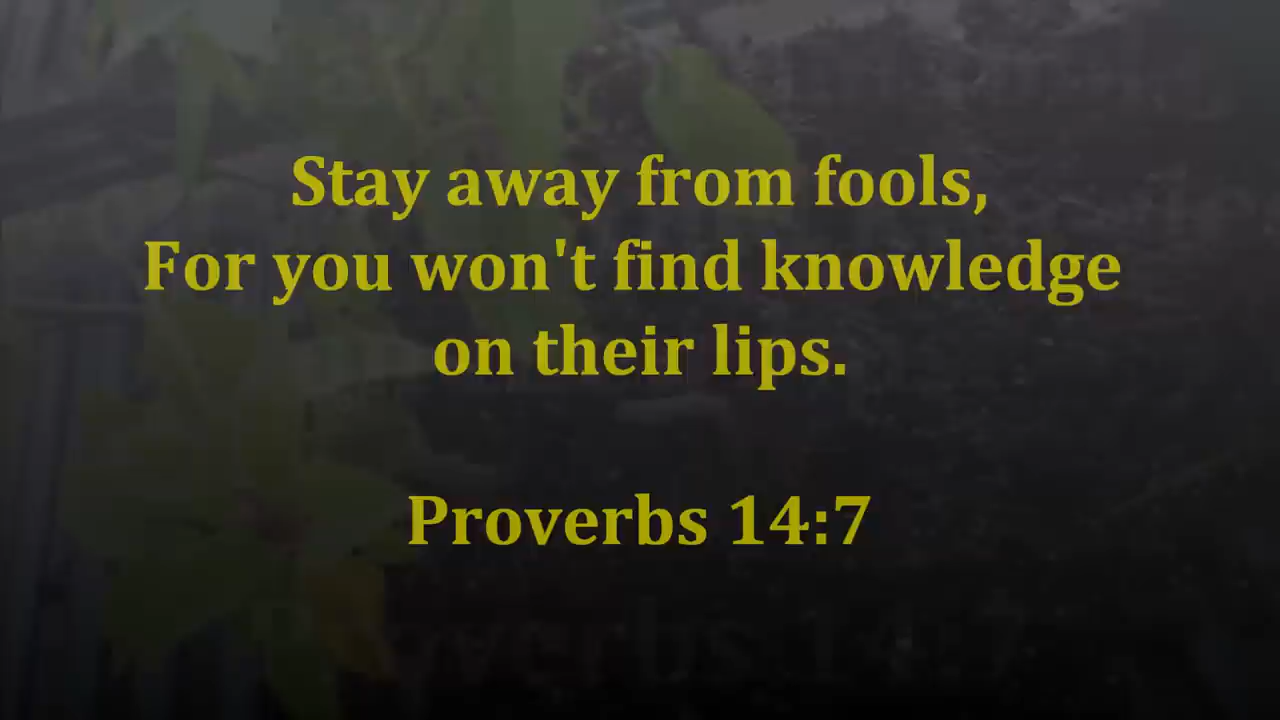 Stay away from fools,
For you won't find knowledge
on their lips.
Proverbs 14:7